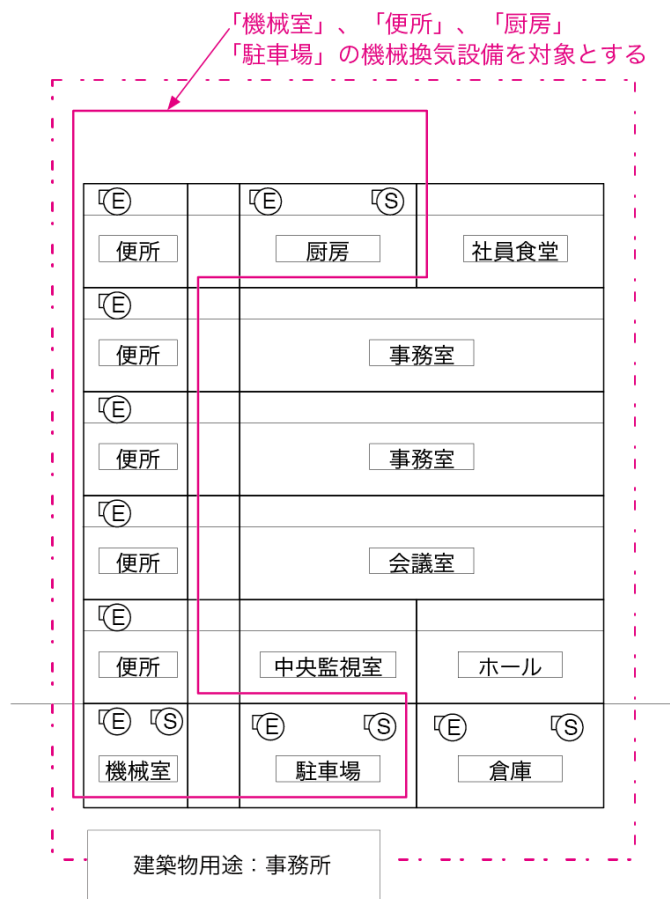 「機械室」、「便所」、「厨房」
「駐車場」の機械換気設備を対象とする
E E S
便所 厨房 社員食堂
E
便所 事務室
E
便所 事務室
E
便所 会議室
E
便所 中央監視室 ホール
E S E S E S
機械室 駐車場 倉庫
建築物用途：事務所